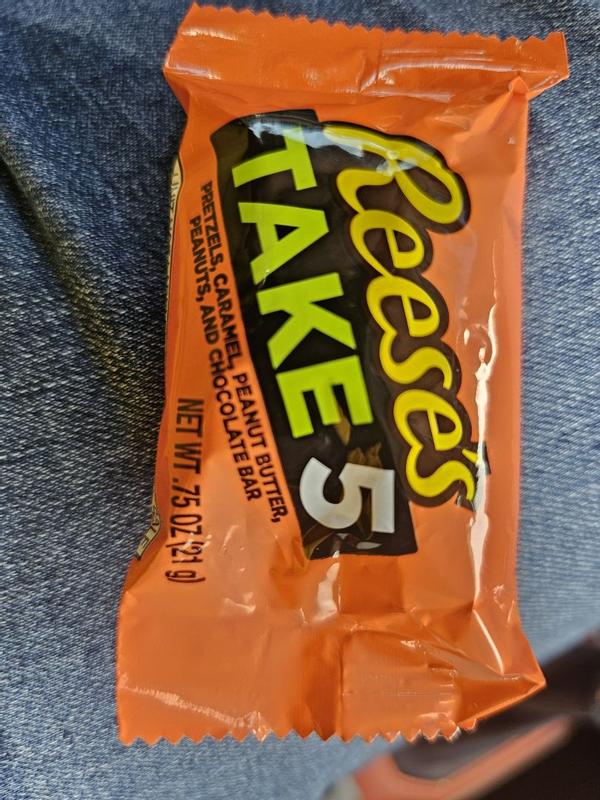 Reese's
TAKE 5
PRETZELS, CARAMEL, PEANUT BUTTER,
PEANUTS, AND CHOCOLATE BAR
NET WT .75 OZ (21 g)